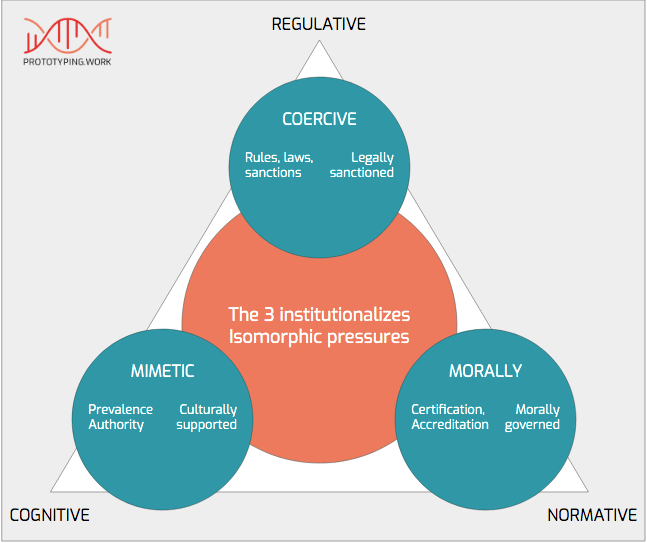 REGULATIVE
PROTOTYPING.WORK
COERCIVE
Rules, laws, Legally
sanctions sanctioned
The 3 institutionalizes
Isomorphic pressures
MIMETIC
Prevalence Culturally
Authority supported
MORALLY
Certification, Morally
Accreditation governed
COGNITIVE
NORMATIVE